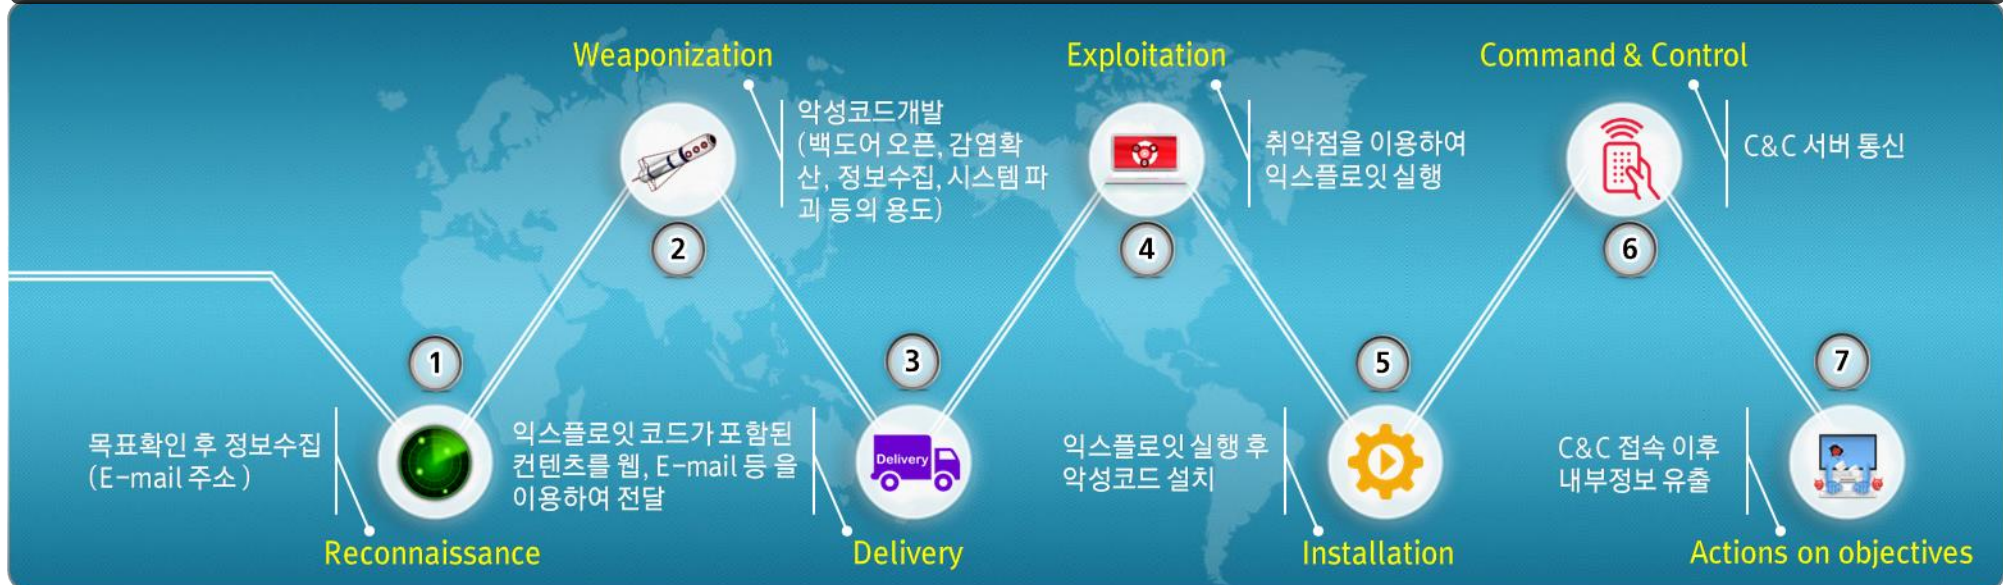 Reconnaissance
1
목표확인 후 정보수집
(E-mail 주소 )
Weaponization
2
악성코드개발
(백도어 오픈, 감염확
산, 정보수집, 시스템 파
괴 등의 용도)
Delivery
3
Delivery
익스플로잇 코드가 포함된
컨텐츠를 웹, E-mail 등 을
이용하여 전달
Exploitation
4
취약점을 이용하여
익스플로잇 실행
Installation
5
익스플로잇 실행 후
악성코드 설치
Command & Control
6
C&C 서버 통신
Actions on objectives
7
C&C 접속 이후
내부정보 유출